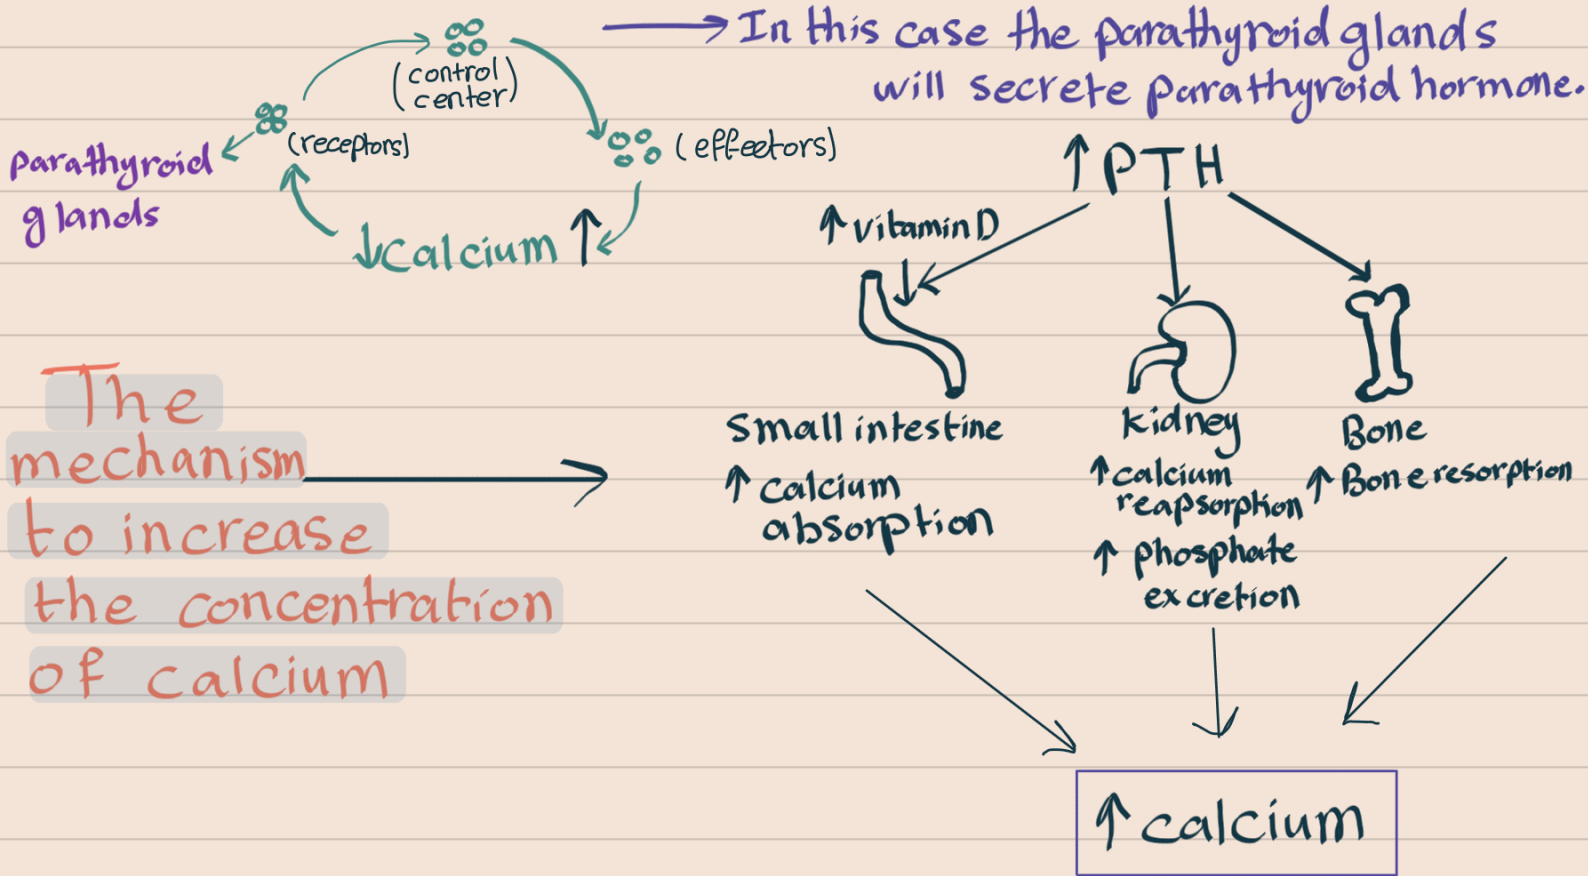 In this case the parathyroid glands
will secrete parathyroid hormone.
(control
center)
(receptors)
(effectors)
parathyroid
glands
↓calcium ↑
↑ PTH
↑ vitamin D
The
mechanism
to increase
the concentration
of calcium
Small intestine
↑ calcium
absorption
kidney
↑ calcium
reapsorption
↑ phosphate
excretion
Bone
↑ Bone resorption
↑ calcium